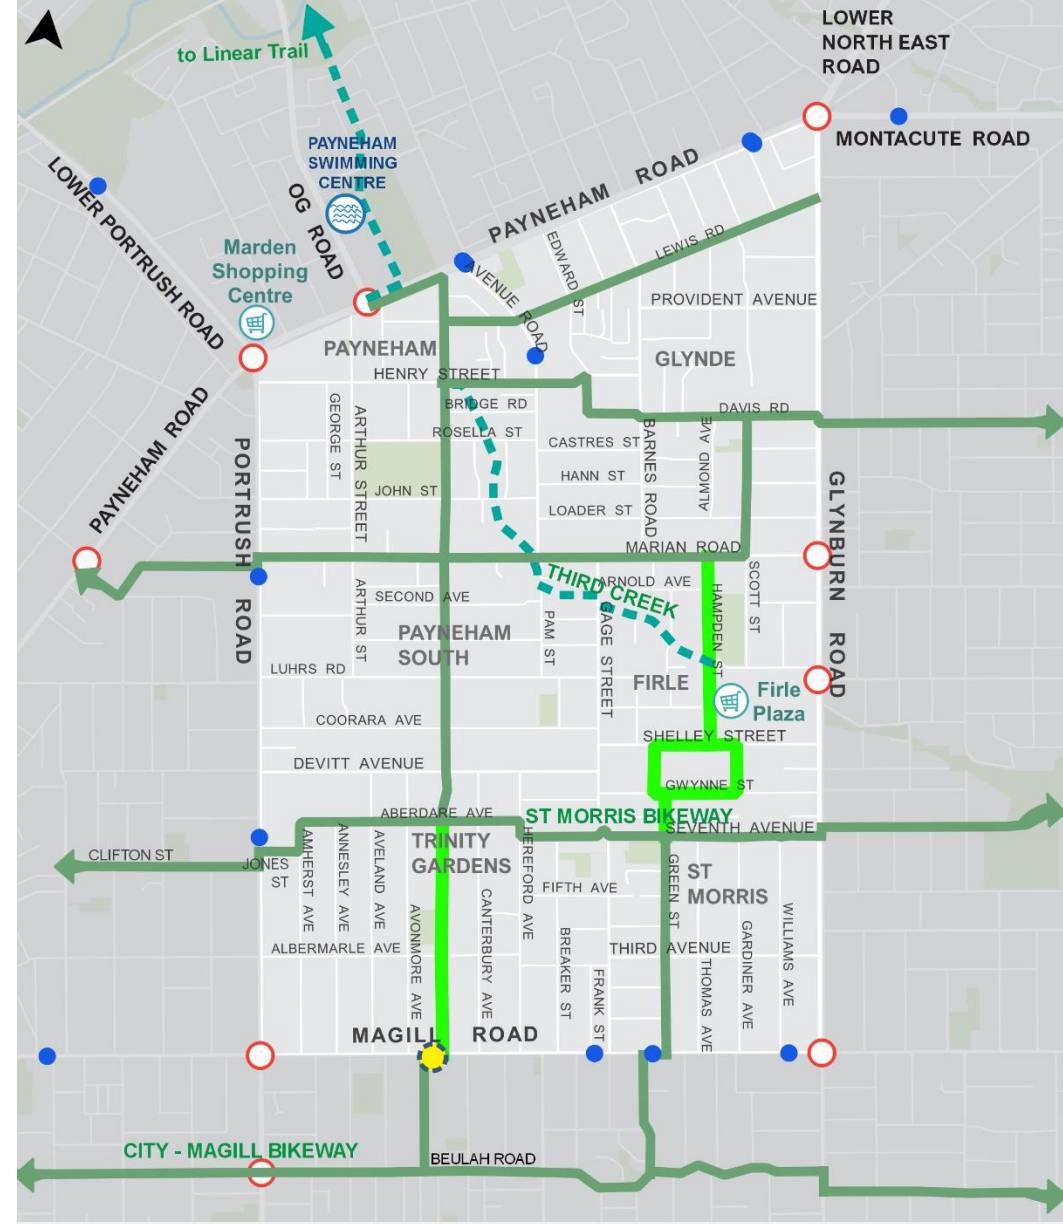 LOWER
NORTH EAST
ROAD
to Linear Trail
MONTACUTE ROAD
PAYNEHAM
SWIMMING
CENTRE
PAYNEHAM ROAD
LOWER PORTRUSH ROAD
OG ROAD
Marden
Shopping
Centre
AVENUE ROAD
EDWARD ST
LEWIS RD
PROVIDENT AVENUE
PAYNEHAM
GLYNDE
HENRY STREET
PAYNEHAM ROAD
GEORGE ST
ARTHUR STREET
BRIDGE RD
ROSELLA ST
DAVIS RD
CASTRES ST
BARNES ROAD
ALMOND AVE
HANN ST
JOHN ST
LOADER ST
PORTRUSH ROAD
GLYNBURN ROAD
MARIAN ROAD
THIRD CREEK
ARNOLD AVE
HAMPDEN ST
SCOTT ST
ARTHUR ST
SECOND AVE
PAYNEHAM
SOUTH
PAM ST
GAGE STREET
LUHRS RD
FIRLE
Firle
Plaza
COORARA AVE
SHELLEY STREET
DEVITT AVENUE
GWYNNE ST
ABERDARE AVE
ST MORRIS BIKEWAY
SEVENTH AVENUE
CLIFTON ST
JONES
ST
AMHERST AVE
ANNESLEY AVE
AVELAND AVE
TRINITY
GARDENS
HEREFORD AVE
GREEN ST
ST
MORRIS
FIFTH AVE
AVONMORE AVE
CANTERBURY AVE
ALBERMARLE AVE
BREAKER ST
FRANK ST
THIRD AVENUE
THOMAS AVE
GARDINER AVE
WILLIAMS AVE
MAGILL ROAD
CITY - MAGILL BIKEWAY
BEULAH ROAD